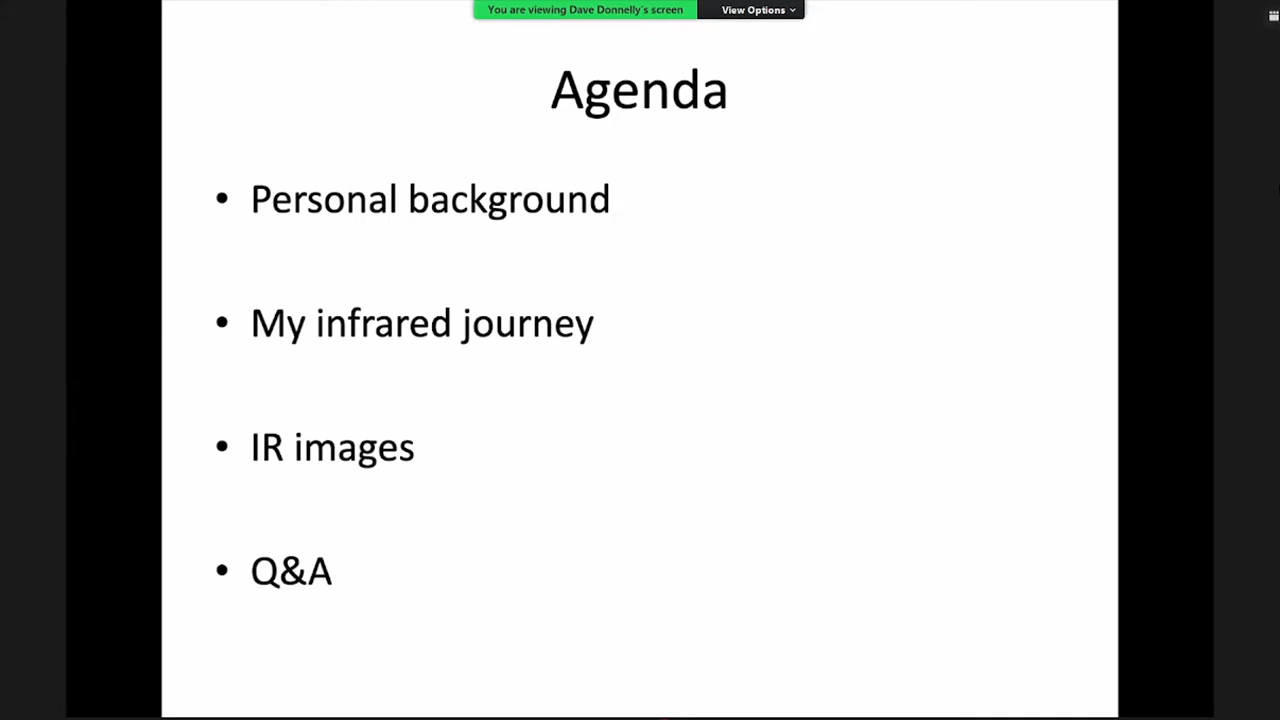 You are viewing Dave Donnelly's screen View Options
Agenda
• Personal background
• My infrared journey
• IR images
• Q&A